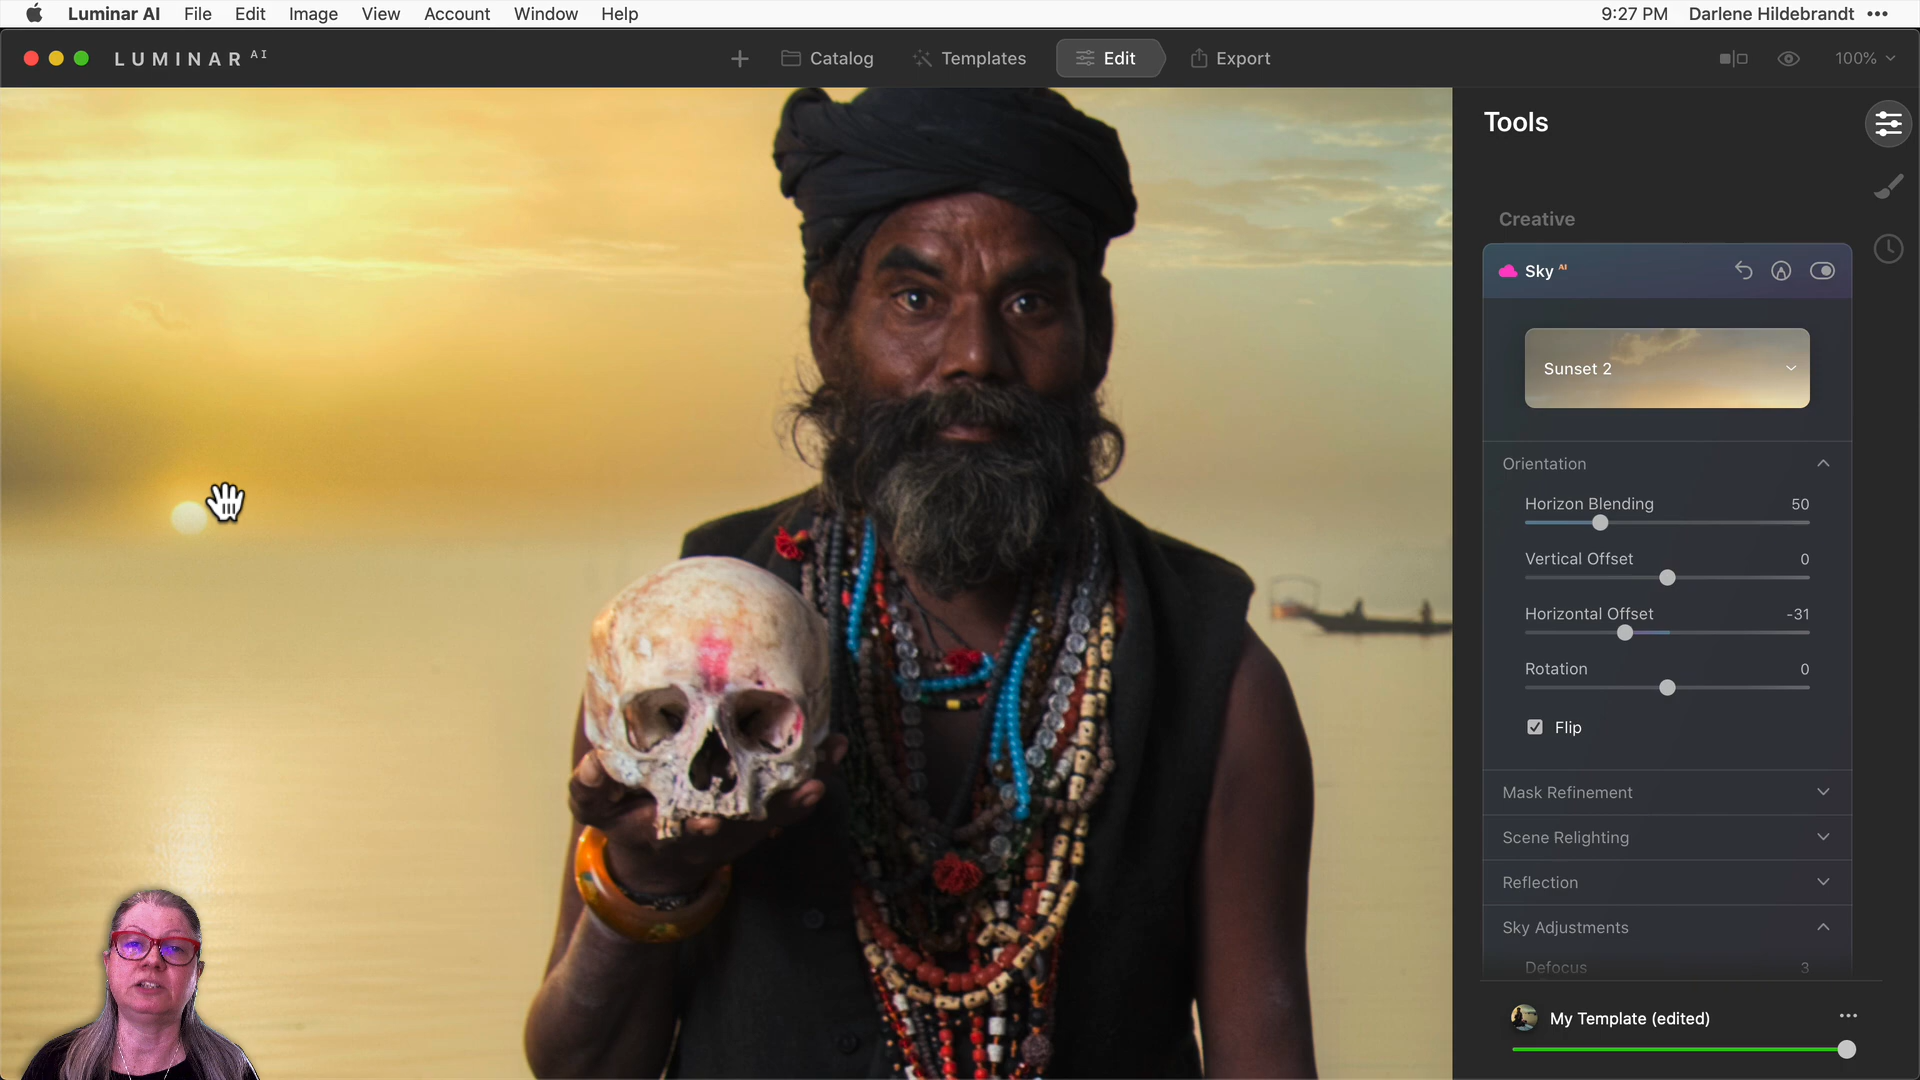 Luminar AI File Edit Image View Account Window Help 9:27 PM Darlene Hildebrandt
LUMINAR AI Catalog Templates Edit Export 100%
Tools
Creative
Sky AI
Sunset 2
Orientation
Horizon Blending 50
Vertical Offset 0
Horizontal Offset -31
Rotation 0
Flip
Mask Refinement
Scene Relighting
Reflection
Sky Adjustments
Defocus 3
My Template (edited)